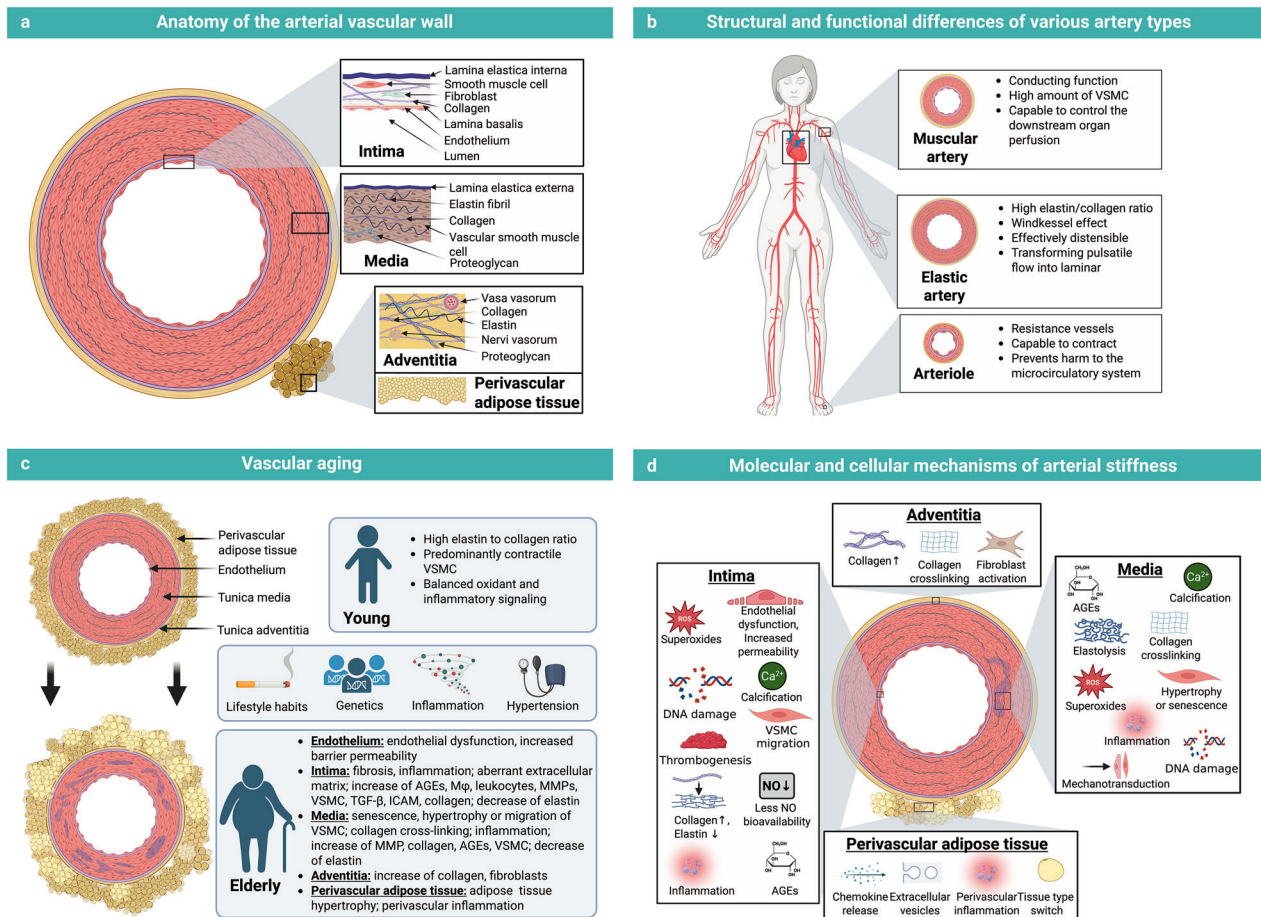 a Anatomy of the arterial vascular wall
Lamina elastica interna
Smooth muscle cell
Fibroblast
Collagen
Lamina basalis
Endothelium
Lumen
Intima
Lamina elastica externa
Elastin fibril
Collagen
Vascular smooth muscle
cell
Proteoglycan
Media
Vasa vasorum
Collagen
Elastin
Nervi vasorum
Proteoglycan
Adventitia
Perivascular
adipose tissue
b Structural and functional differences of various artery types
Muscular
artery
• Conducting function
• High amount of VSMC
• Capable to control the
downstream organ
perfusion
Elastic
artery
• High elastin/collagen ratio
• Windkessel effect
• Effectively distensible
• Transforming pulsatile
flow into laminar
Arteriole
• Resistance vessels
• Capable to contract
• Prevents harm to the
microcirculatory system
c Vascular aging
Perivascular
adipose tissue
Endothelium
Tunica media
Tunica adventitia
Young
• High elastin to collagen ratio
• Predominantly contractile
VSMC
• Balanced oxidant and
inflammatory signaling
Lifestyle habits
Genetics
Inflammation
Hypertension
Elderly
• Endothelium: endothelial dysfunction, increased
barrier permeability
• Intima: fibrosis, inflammation; aberrant extracellular
matrix; increase of AGEs, Mφ, leukocytes, MMPs,
VSMC, TGF-β, ICAM, collagen; decrease of elastin
• Media: senescence, hypertrophy or migration of
VSMC; collagen cross-linking; inflammation;
increase of MMP, collagen, AGEs, VSMC; decrease
of elastin
• Adventitia: increase of collagen, fibroblasts
• Perivascular adipose tissue: adipose tissue
hypertrophy; perivascular inflammation
d Molecular and cellular mechanisms of arterial stiffness
Adventitia
Collagen ↑
Collagen
crosslinking
Fibroblast
activation
Intima
ROS
Superoxides
Endothelial
dysfunction,
Increased
permeability
DNA damage
Ca²⁺
Calcification
VSMC
migration
Thrombogenesis
Collagen ↑,
Elastin ↓
NO ↓
Less NO
bioavailability
Inflammation
CH₂OH
OH
AGEs
Media
CH₂OH
OH
AGEs
Ca²⁺
Calcification
Elastolysis
Collagen
crosslinking
ROS
Superoxides
Hypertrophy
or senescence
Inflammation
DNA damage
Mechanotransduction
Perivascular adipose tissue
Chemokine
release
Extracellular
vesicles
Perivascular
inflammation
Tissue type
switch